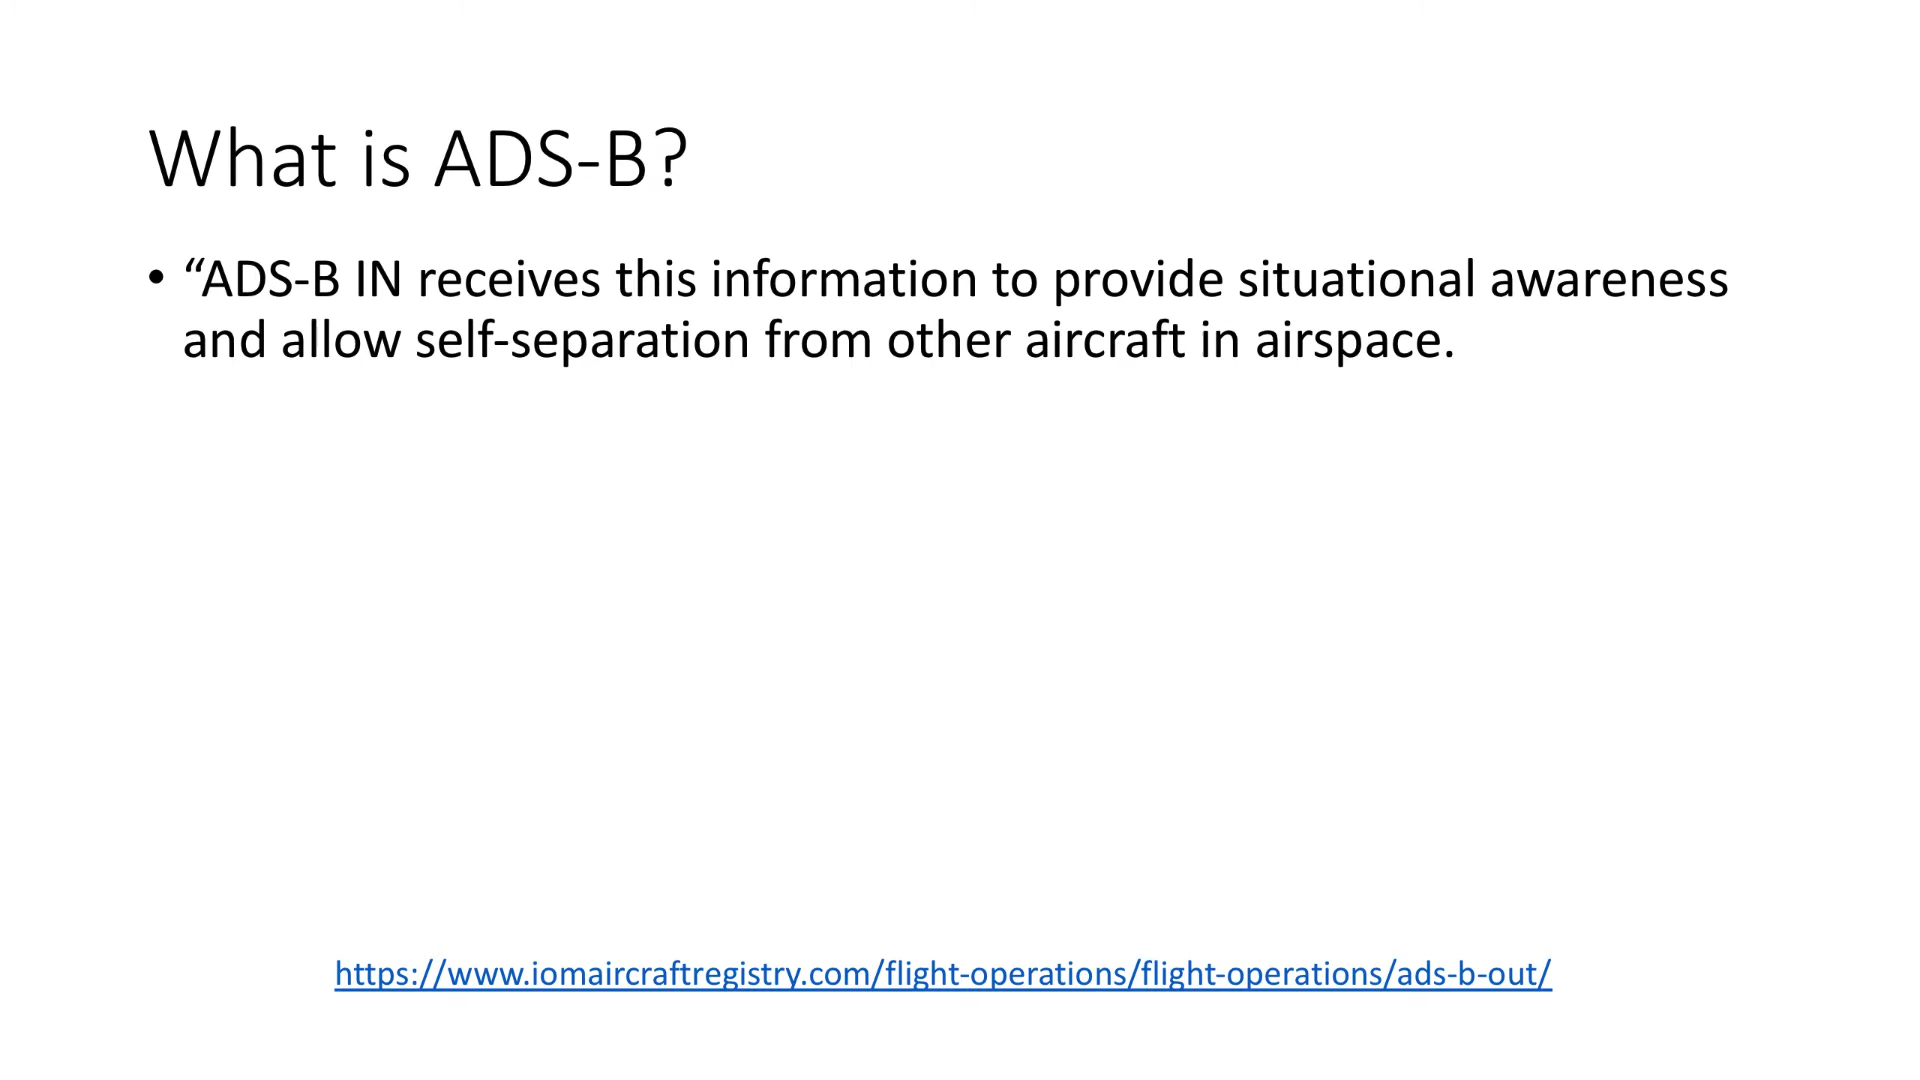 What is ADS-B?
• “ADS-B IN receives this information to provide situational awareness
and allow self-separation from other aircraft in airspace.
https://www.iomaircraftregistry.com/flight-operations/flight-operations/ads-b-out/